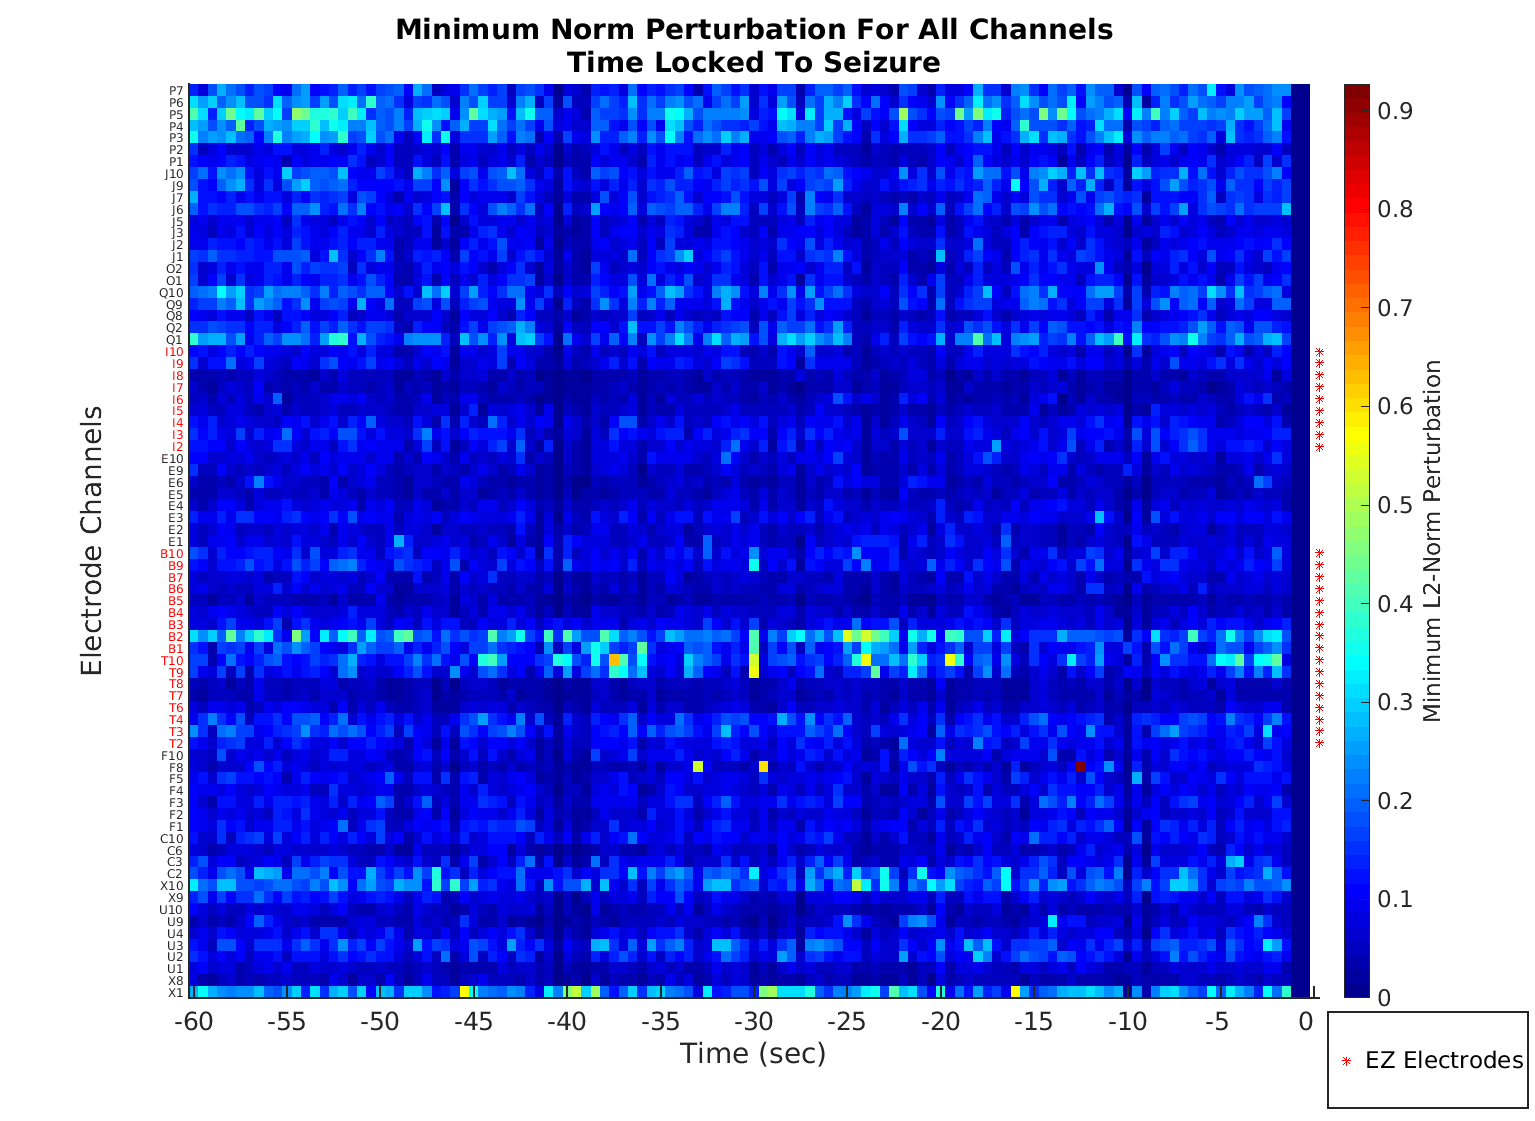 Minimum Norm Perturbation For All Channels
Time Locked To Seizure
Electrode Channels
P7
P6
P5
P4
P3
P2
P1
J10
J9
J7
J6
J5
J3
J2
J1
O2
O1
Q10
Q9
Q8
Q2
Q1
I10
I9
I8
I7
I6
I5
I4
I3
I2
E10
E9
E6
E5
E4
E3
E2
E1
B10
B9
B7
B6
B5
B4
B3
B2
B1
T10
T9
T8
T7
T6
T4
T3
T2
F10
F8
F5
F4
F3
F2
F1
C10
C6
C3
C2
X10
X9
U10
U9
U4
U3
U2
U1
X8
X1
-60 -55 -50 -45 -40 -35 -30 -25 -20 -15 -10 -5 0
Time (sec)
0.9
0.8
0.7
0.6
0.5
0.4
0.3
0.2
0.1
0
Minimum L2-Norm Perturbation
EZ Electrodes